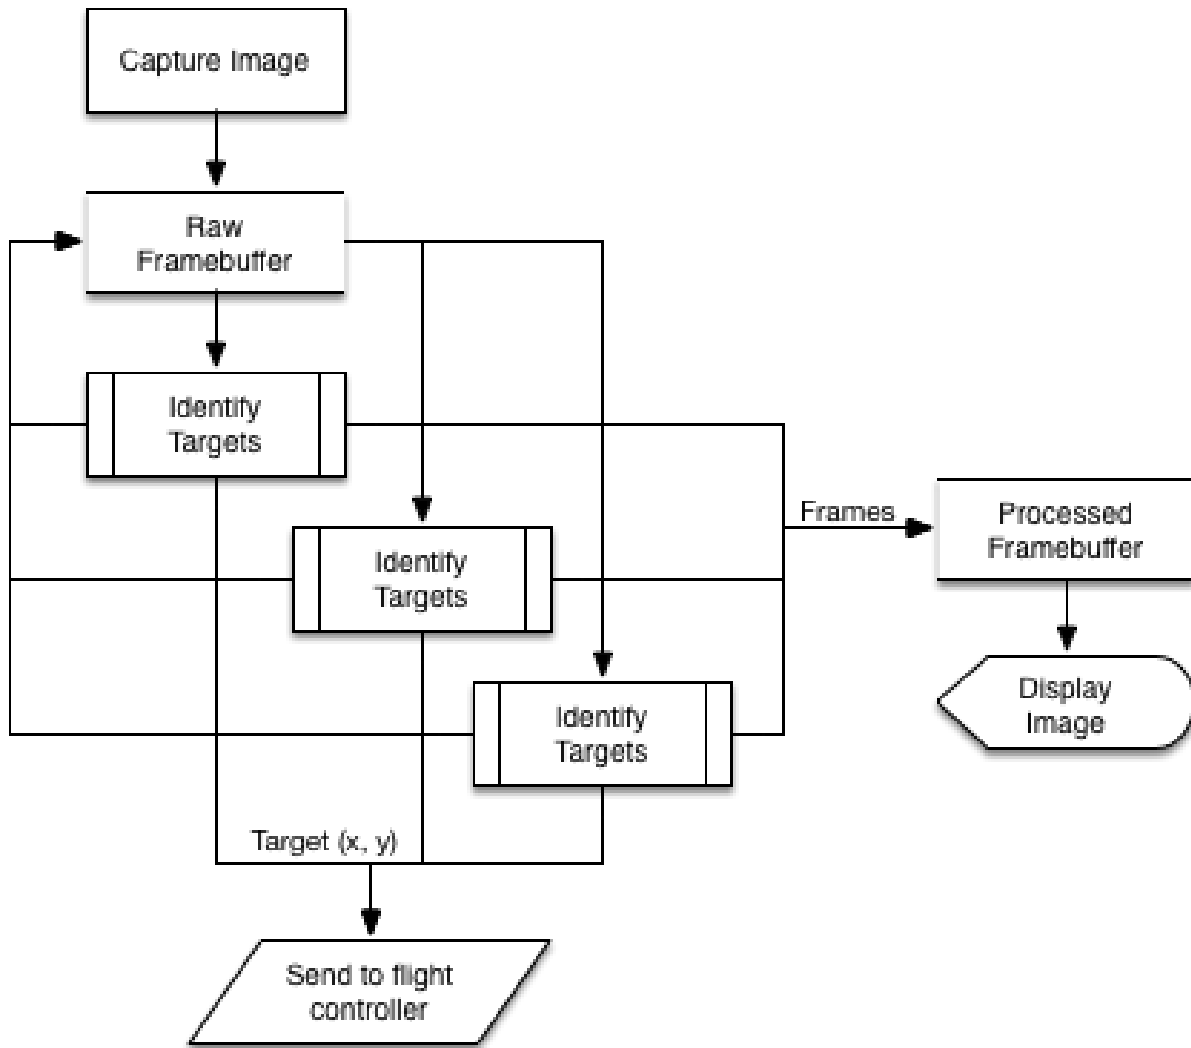 Capture Image
Raw
Framebuffer
Identify
Targets
Identify
Targets
Frames
Processed
Framebuffer
Identify
Targets
Display
Image
Target (x, y)
Send to flight
controller